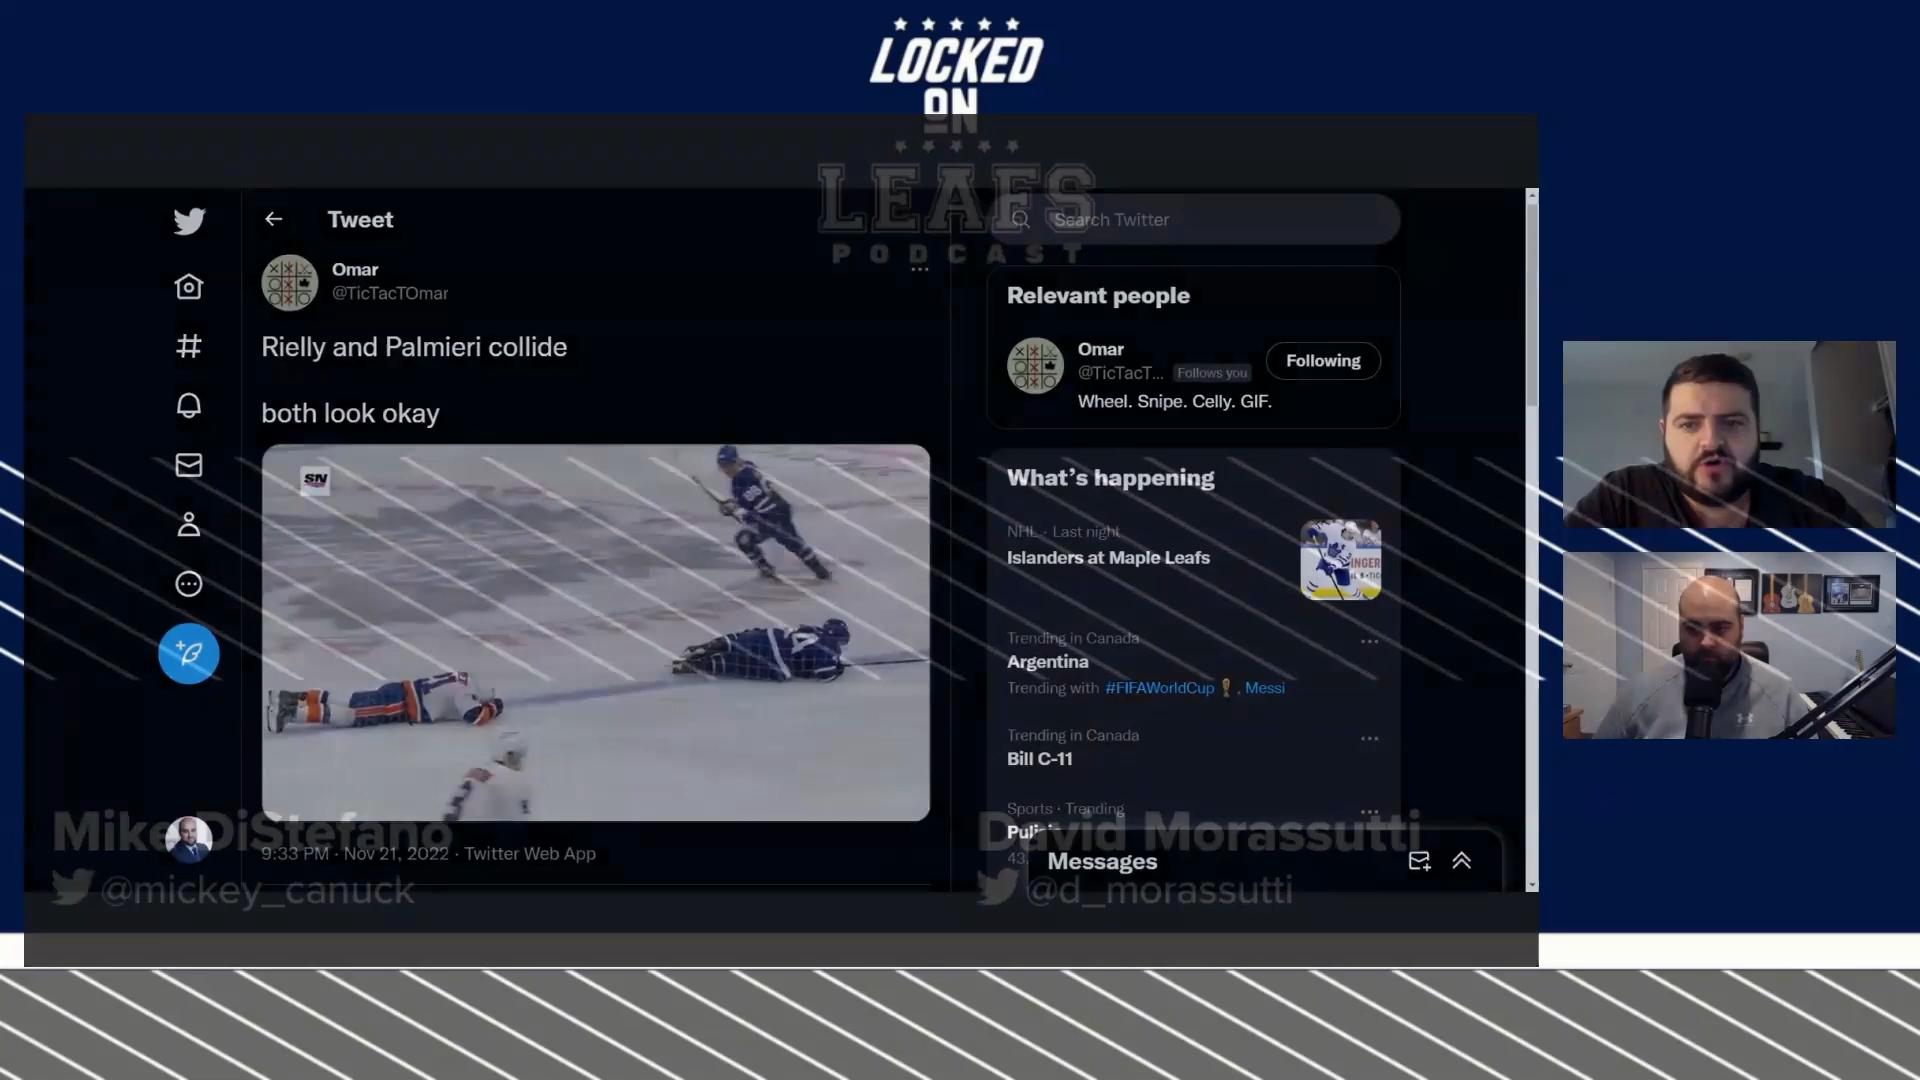 LOCKED
ON
LEAFS
PODCAST
Tweet
Search Twitter
Omar
@TicTacTOmar
Rielly and Palmieri collide
both look okay
SN
88
9:33 PM · Nov 21, 2022 · Twitter Web App
Relevant people
Omar
@TicTacT... Follows you
Following
Wheel. Snipe. Celly. GIF.
What's happening
NHL · Last night
Islanders at Maple Leafs
INGER
Trending in Canada
Argentina
Trending with #FIFAWorldCup 🏆, Messi
Trending in Canada
Bill C-11
Sports · Trending
43.
Messages
Mike DiStefano
@mickey_canuck
David Morassutti
@d_morassutti